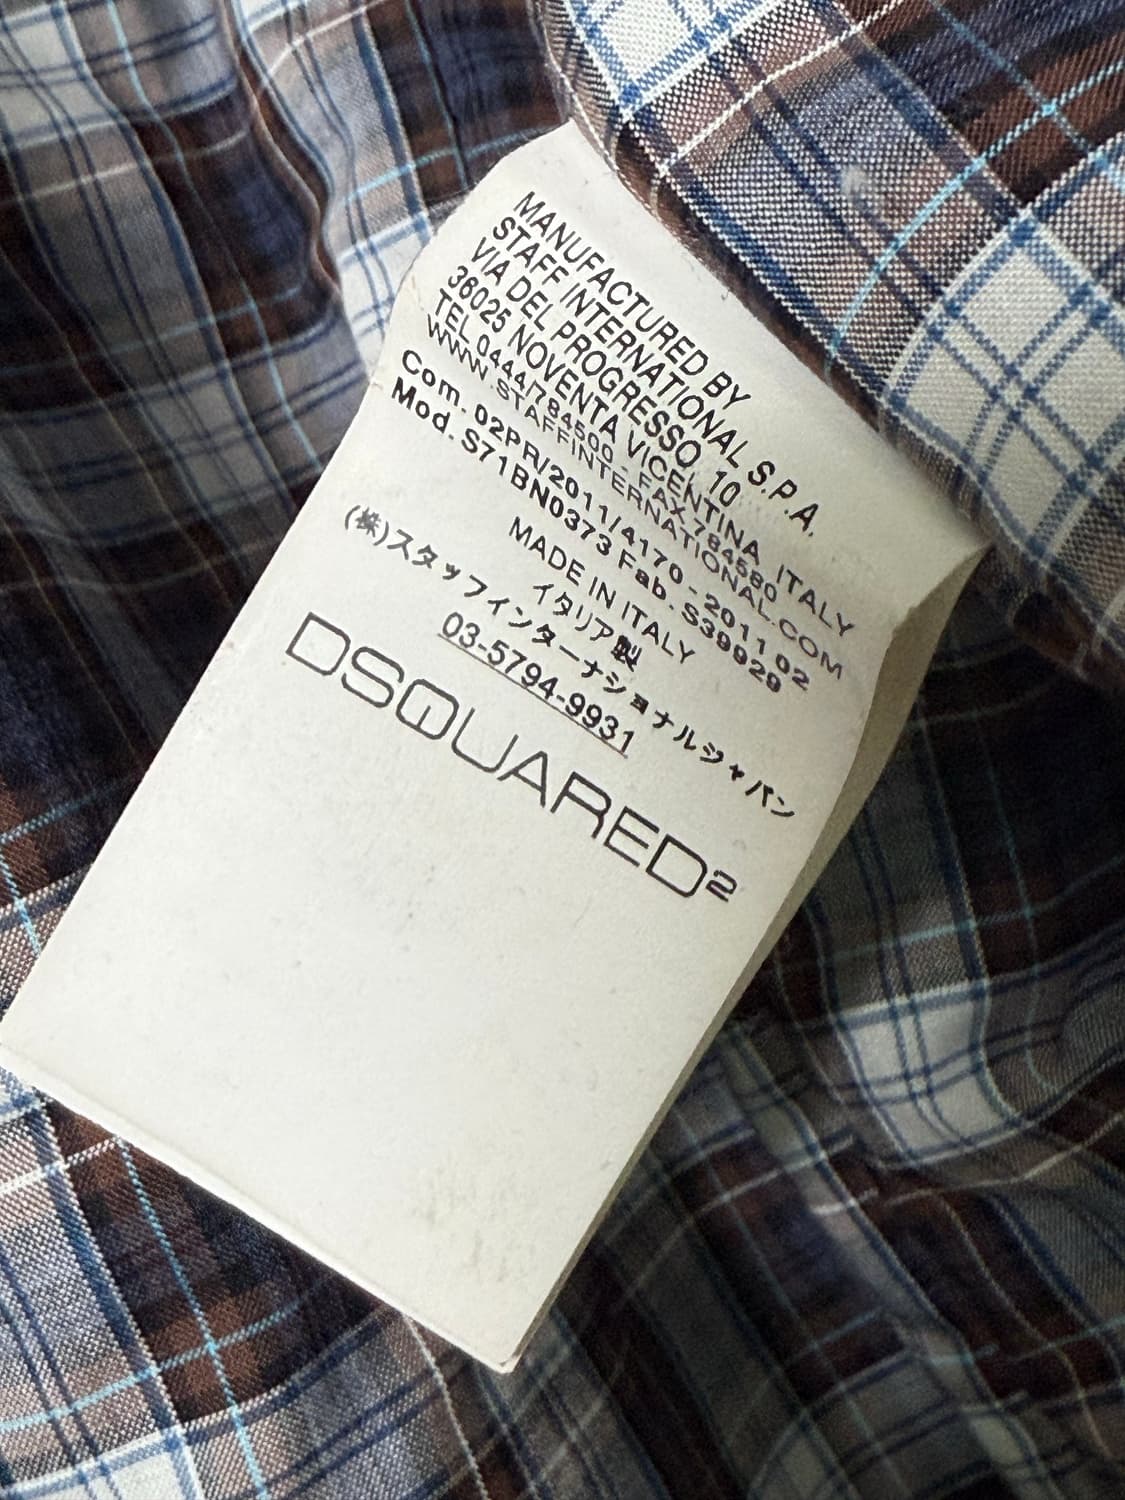 MANUFACTURED BY
STAFF INTERNATIONAL S.P.A.
VIA DEL PROGRESSO, 10
36025 NOVENTA VICENTINA ITALY
TEL 0444/784500 - FAX 784580
WWW.STAFFINTERNATIONAL.COM
Com. 02PR/2011/4170 - 2011 02
Mod. S71BN0373 Fab. S39929
MADE IN ITALY
イタリア製
(株)スタッフインターナショナルジャパン
03-5794-9931
DSQUARED2